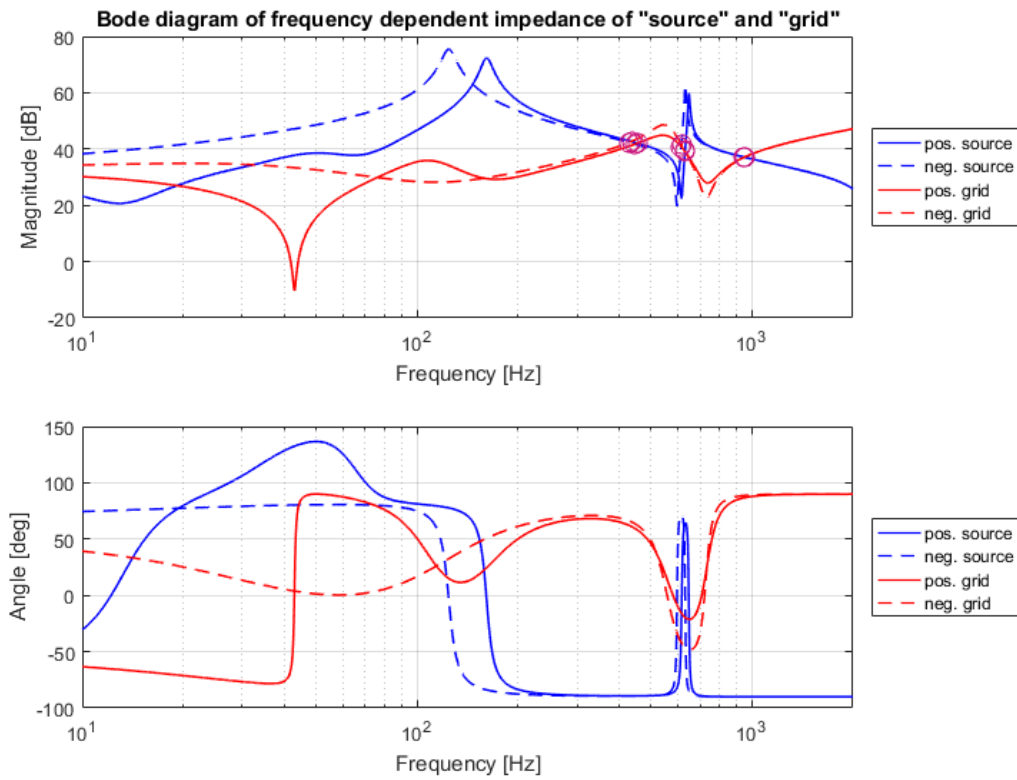 Bode diagram of frequency dependent impedance of "source" and "grid"
Magnitude [dB]
80
60
40
20
0
-20
10^1
10^2
10^3
Frequency [Hz]
pos. source
neg. source
pos. grid
neg. grid
Angle [deg]
150
100
50
0
-50
-100
10^1
10^2
10^3
Frequency [Hz]
pos. source
neg. source
pos. grid
neg. grid